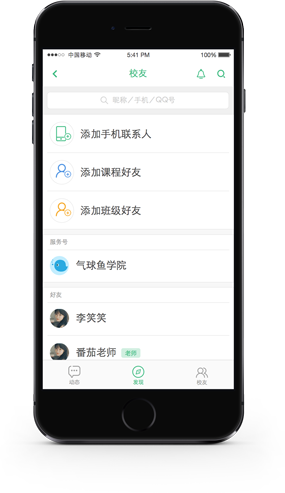 中国移动
5:41 PM
100%
校友
昵称／手机／QQ号
添加手机联系人
添加课程好友
添加班级好友
服务号
气球鱼学院
好友
李笑笑
番茄老师 老师
动态
发现
校友